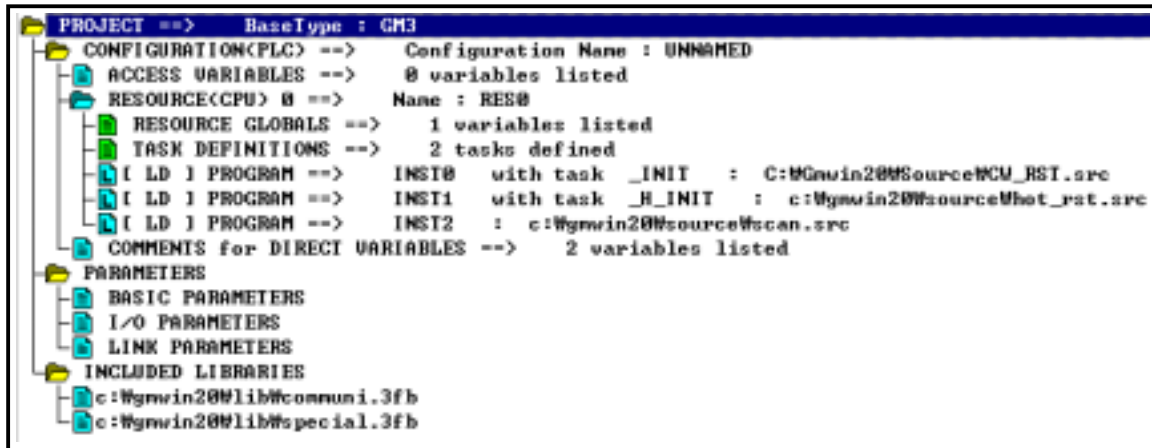 PROJECT ==> BaseType : GM3
CONFIGURATION(PLC) ==> Configuration Name : UNNAMED
ACCESS VARIABLES ==> 0 variables listed
RESOURCE(CPU) 0 ==> Name : RES0
RESOURCE GLOBALS ==> 1 variables listed
TASK DEFINITIONS ==> 2 tasks defined
[ LD ] PROGRAM ==> INST0 with task _INIT : C:₩Gmwin20₩Source₩CW_RST.src
[ LD ] PROGRAM ==> INST1 with task _H_INIT : c:₩gmwin20₩source₩hot_rst.src
[ LD ] PROGRAM ==> INST2 : c:₩gmwin20₩source₩scan.src
COMMENTS for DIRECT VARIABLES ==> 2 variables listed
PARAMETERS
BASIC PARAMETERS
I/O PARAMETERS
LINK PARAMETERS
INCLUDED LIBRARIES
c:₩gmwin20₩lib₩communi.3fb
c:₩gmwin20₩lib₩special.3fb